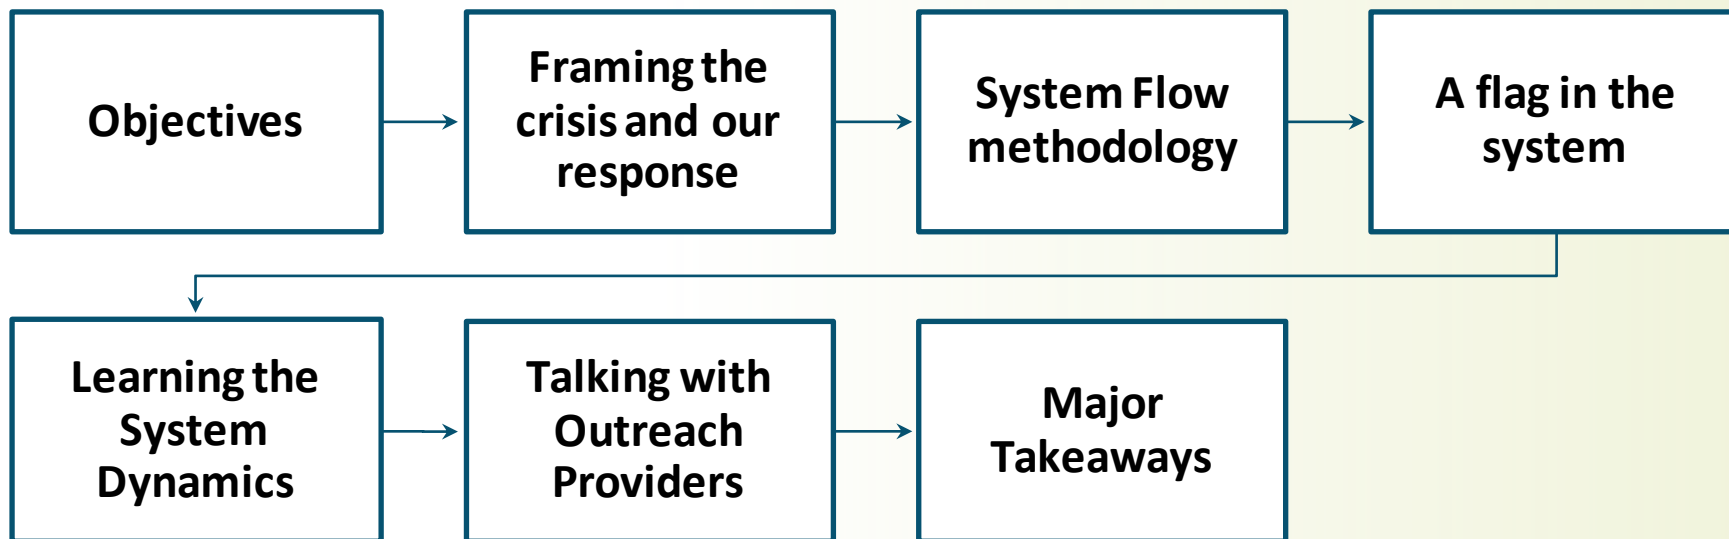 Objectives
Framing the
crisis and our
response
System Flow
methodology
A flag in the
system
Learning the
System
Dynamics
Talking with
Outreach
Providers
Major
Takeaways